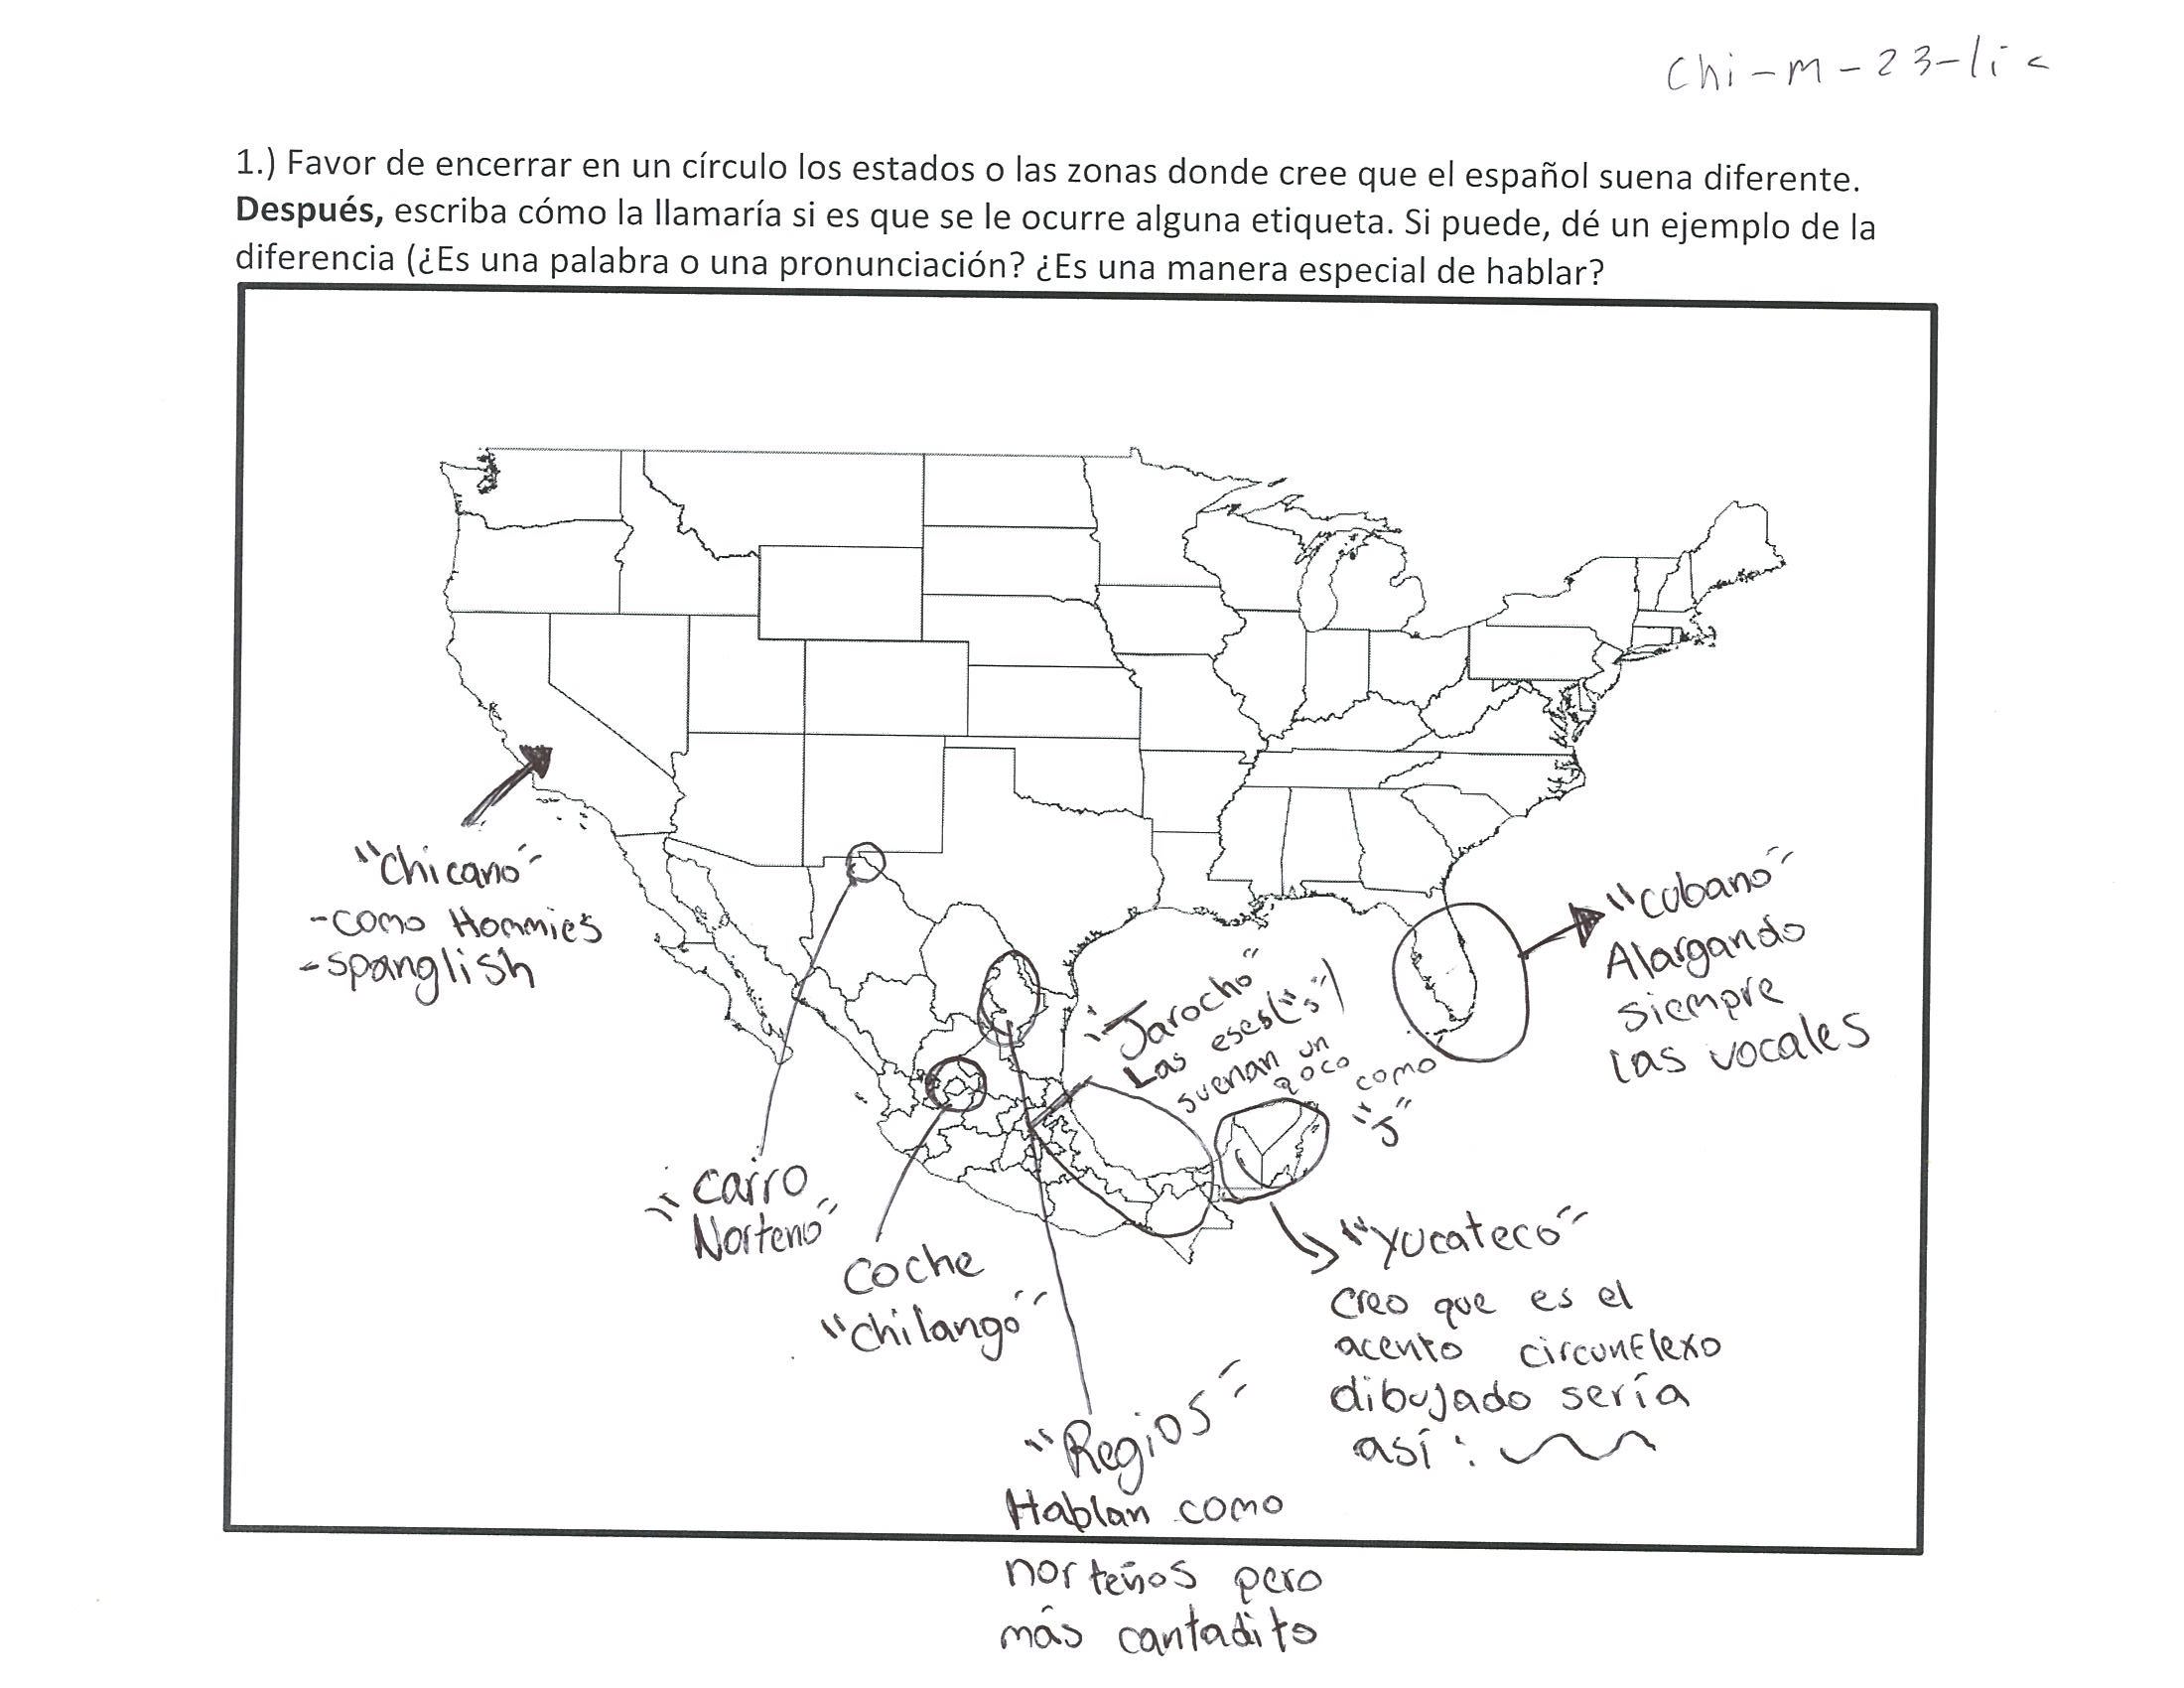 Chi-m-23-lic
1.) Favor de encerrar en un círculo los estados o las zonas donde cree que el español suena diferente.
Después, escriba cómo la llamaría si es que se le ocurre alguna etiqueta. Si puede, dé un ejemplo de la
diferencia (¿Es una palabra o una pronunciación? ¿Es una manera especial de hablar?
"Chicano"
-como Hommies
-spanglish
"cubano"
Alargando
siempre
las vocales
"Jarocho"
Las eses("s")
suenan un
poco como
"J"
"carro
Norteno"
coche
"chilango"
"yucateco"
creo que es el
acento circunflexo
dibujado sería
así:
"Regios"
Hablan como
norteños pero
más cantadito